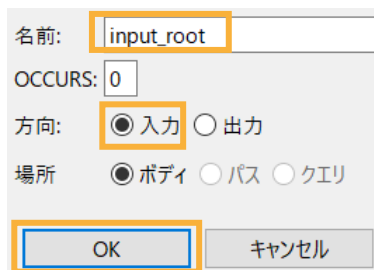 名前: input_root
OCCURS: 0
方向: 入力 出力
場所 ボディ パス クエリ
OK キャンセル